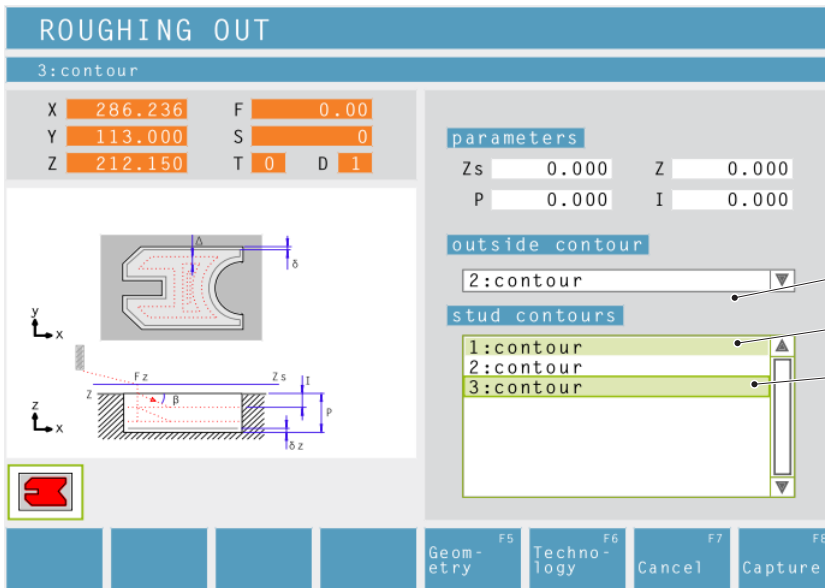 ROUGHING OUT
3:contour
X 286.236 F 0.00
Y 113.000 S 0
Z 212.150 T 0 D 1
parameters
Zs 0.000 Z 0.000
P 0.000 I 0.000
outside contour
2:contour
stud contours
1:contour
2:contour
3:contour
Δ
δ
y
x
Fz Zs I
Z β P
z
x
δz
F5 F6 F7 F8
Geom- Techno-
etry logy Cancel Capture